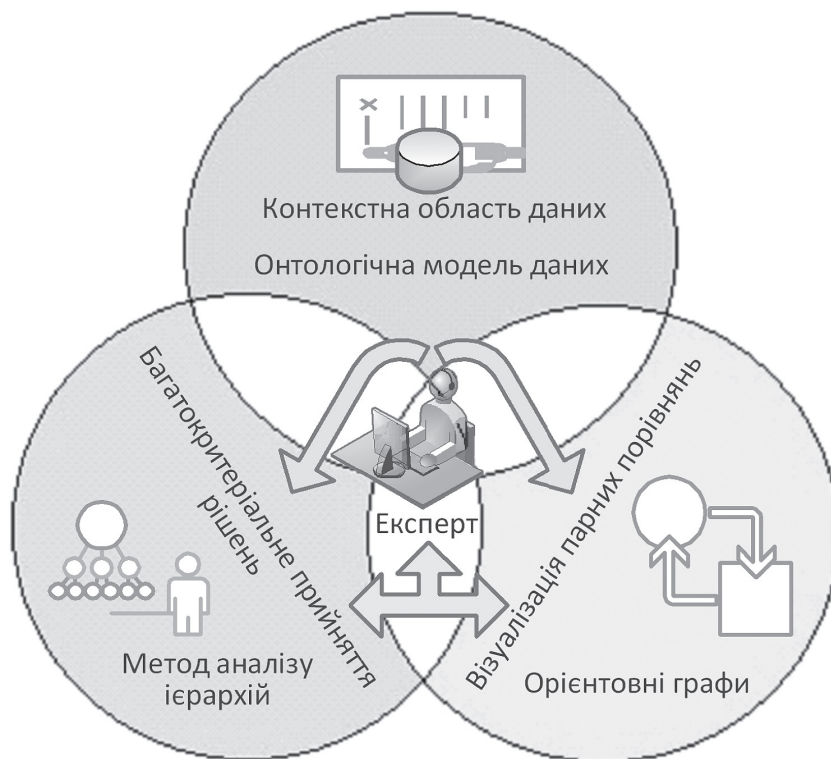 Контекстна область даних
Онтологічна модель даних
Багатокритеріальне прийняття
рішень
Візуалізація парних порівнянь
Експерт
Метод аналізу
ієрархій
Орієнтовні графи